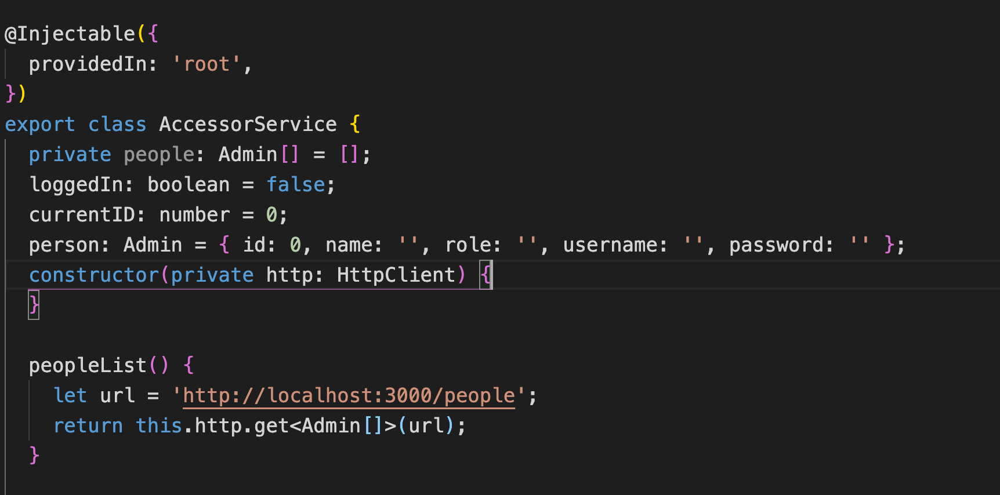 @Injectable({
  providedIn: 'root',
})
export class AccessorService {
  private people: Admin[] = [];
  loggedIn: boolean = false;
  currentID: number = 0;
  person: Admin = { id: 0, name: '', role: '', username: '', password: '' };
  constructor(private http: HttpClient) {
  }

  peopleList() {
    let url = 'http://localhost:3000/people';
    return this.http.get<Admin[]>(url);
  }